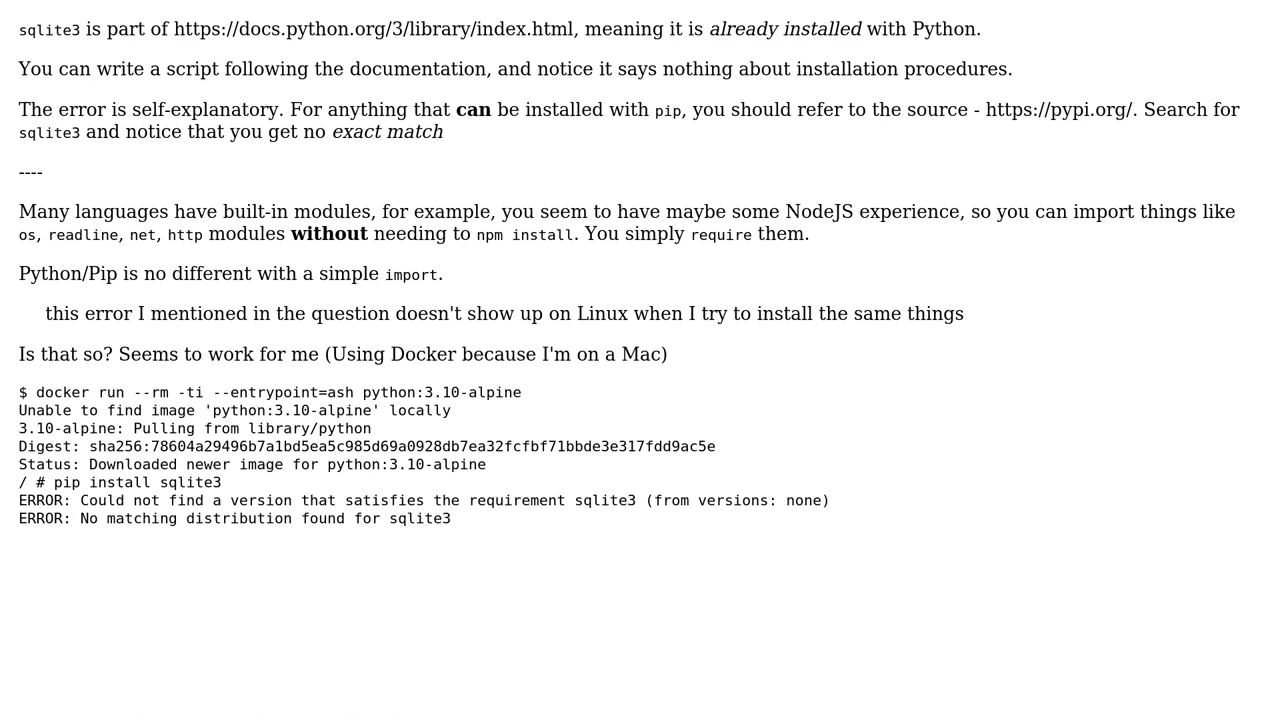 sqlite3 is part of https://docs.python.org/3/library/index.html, meaning it is already installed with Python.
You can write a script following the documentation, and notice it says nothing about installation procedures.
The error is self-explanatory. For anything that can be installed with pip, you should refer to the source - https://pypi.org/. Search for
sqlite3 and notice that you get no exact match
----
Many languages have built-in modules, for example, you seem to have maybe some NodeJS experience, so you can import things like
os, readline, net, http modules without needing to npm install. You simply require them.
Python/Pip is no different with a simple import.
this error I mentioned in the question doesn't show up on Linux when I try to install the same things
Is that so? Seems to work for me (Using Docker because I'm on a Mac)
$ docker run --rm -ti --entrypoint=ash python:3.10-alpine
Unable to find image 'python:3.10-alpine' locally
3.10-alpine: Pulling from library/python
Digest: sha256:78604a29496b7a1bd5ea5c985d69a0928db7ea32fcfbf71bbde3e317fdd9ac5e
Status: Downloaded newer image for python:3.10-alpine
/ # pip install sqlite3
ERROR: Could not find a version that satisfies the requirement sqlite3 (from versions: none)
ERROR: No matching distribution found for sqlite3